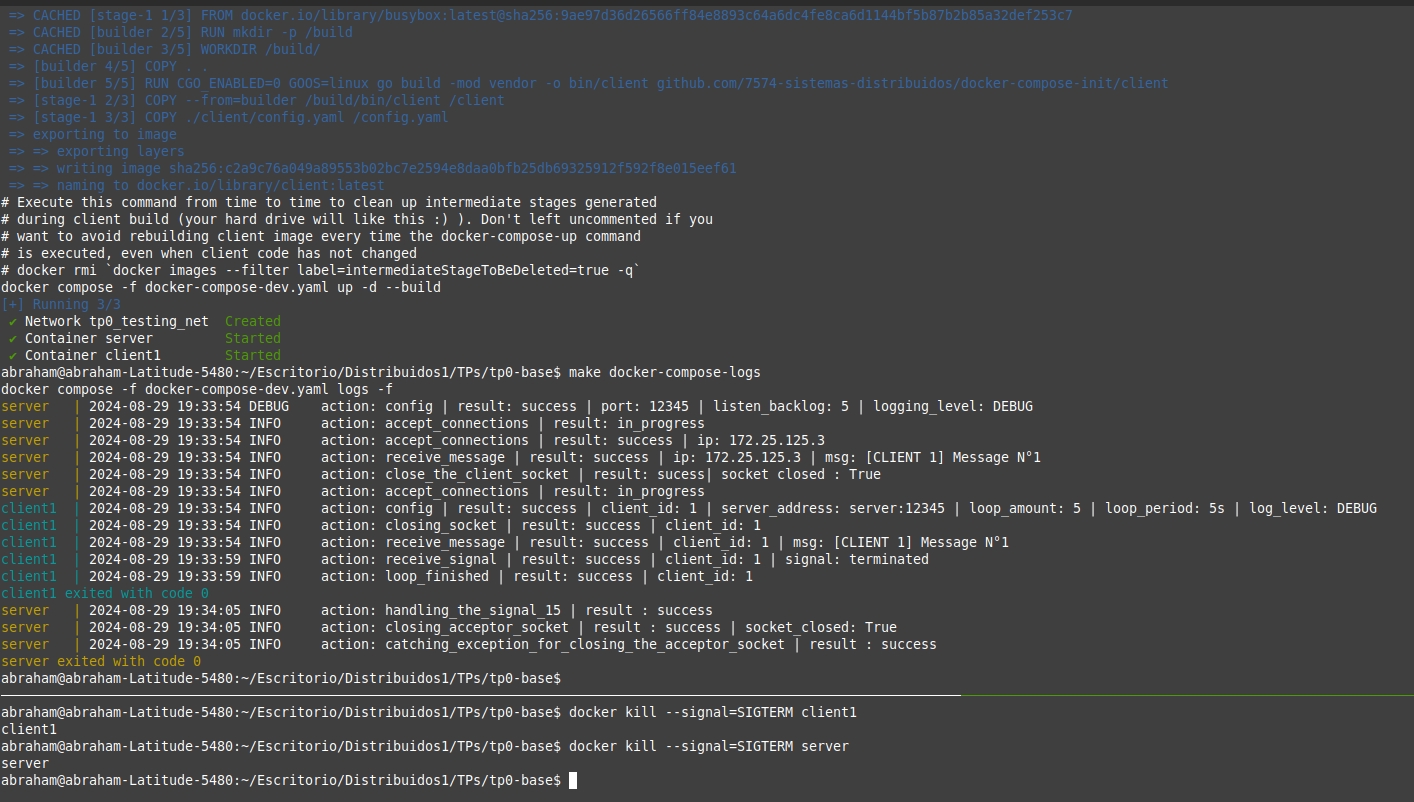 => CACHED [stage-1 1/3] FROM docker.io/library/busybox:latest@sha256:9ae97d36d26566ff84e8893c64a6dc4fe8ca6d1144bf5b87b2b85a32def253c7
=> CACHED [builder 2/5] RUN mkdir -p /build
=> CACHED [builder 3/5] WORKDIR /build/
=> [builder 4/5] COPY . .
=> [builder 5/5] RUN CGO_ENABLED=0 GOOS=linux go build -mod vendor -o bin/client github.com/7574-sistemas-distribuidos/docker-compose-init/client
=> [stage-1 2/3] COPY --from=builder /build/bin/client /client
=> [stage-1 3/3] COPY ./client/config.yaml /config.yaml
=> exporting to image
=> => exporting layers
=> => writing image sha256:c2a9c76a049a89553b02bc7e2594e8daa0bfb25db69325912f592f8e015eef61
=> => naming to docker.io/library/client:latest
# Execute this command from time to time to clean up intermediate stages generated
# during client build (your hard drive will like this :) ). Don't left uncommented if you
# want to avoid rebuilding client image every time the docker-compose-up command
# is executed, even when client code has not changed
# docker rmi `docker images --filter label=intermediateStageToBeDeleted=true -q`
docker compose -f docker-compose-dev.yaml up -d --build
[+] Running 3/3
✔ Network tp0_testing_net  Created
✔ Container server         Started
✔ Container client1        Started
abraham@abraham-Latitude-5480:~/Escritorio/Distribuidos1/TPs/tp0-base$ make docker-compose-logs
docker compose -f docker-compose-dev.yaml logs -f
server   | 2024-08-29 19:33:54 DEBUG    action: config | result: success | port: 12345 | listen_backlog: 5 | logging_level: DEBUG
server   | 2024-08-29 19:33:54 INFO     action: accept_connections | result: in_progress
server   | 2024-08-29 19:33:54 INFO     action: accept_connections | result: success | ip: 172.25.125.3
server   | 2024-08-29 19:33:54 INFO     action: receive_message | result: success | ip: 172.25.125.3 | msg: [CLIENT 1] Message N°1
server   | 2024-08-29 19:33:54 INFO     action: close_the_client_socket | result: sucess| socket closed : True
server   | 2024-08-29 19:33:54 INFO     action: accept_connections | result: in_progress
client1  | 2024-08-29 19:33:54 INFO     action: config | result: success | client_id: 1 | server_address: server:12345 | loop_amount: 5 | loop_period: 5s | log_level: DEBUG
client1  | 2024-08-29 19:33:54 INFO     action: closing_socket | result: success | client_id: 1
client1  | 2024-08-29 19:33:54 INFO     action: receive_message | result: success | client_id: 1 | msg: [CLIENT 1] Message N°1
client1  | 2024-08-29 19:33:59 INFO     action: receive_signal | result: success | client_id: 1 | signal: terminated
client1  | 2024-08-29 19:33:59 INFO     action: loop_finished | result: success | client_id: 1
client1 exited with code 0
server   | 2024-08-29 19:34:05 INFO     action: handling_the_signal_15 | result : success
server   | 2024-08-29 19:34:05 INFO     action: closing_acceptor_socket | result : success | socket_closed: True
server   | 2024-08-29 19:34:05 INFO     action: catching_exception_for_closing_the_acceptor_socket | result : success
server exited with code 0
abraham@abraham-Latitude-5480:~/Escritorio/Distribuidos1/TPs/tp0-base$
abraham@abraham-Latitude-5480:~/Escritorio/Distribuidos1/TPs/tp0-base$ docker kill --signal=SIGTERM client1
client1
abraham@abraham-Latitude-5480:~/Escritorio/Distribuidos1/TPs/tp0-base$ docker kill --signal=SIGTERM server
server
abraham@abraham-Latitude-5480:~/Escritorio/Distribuidos1/TPs/tp0-base$